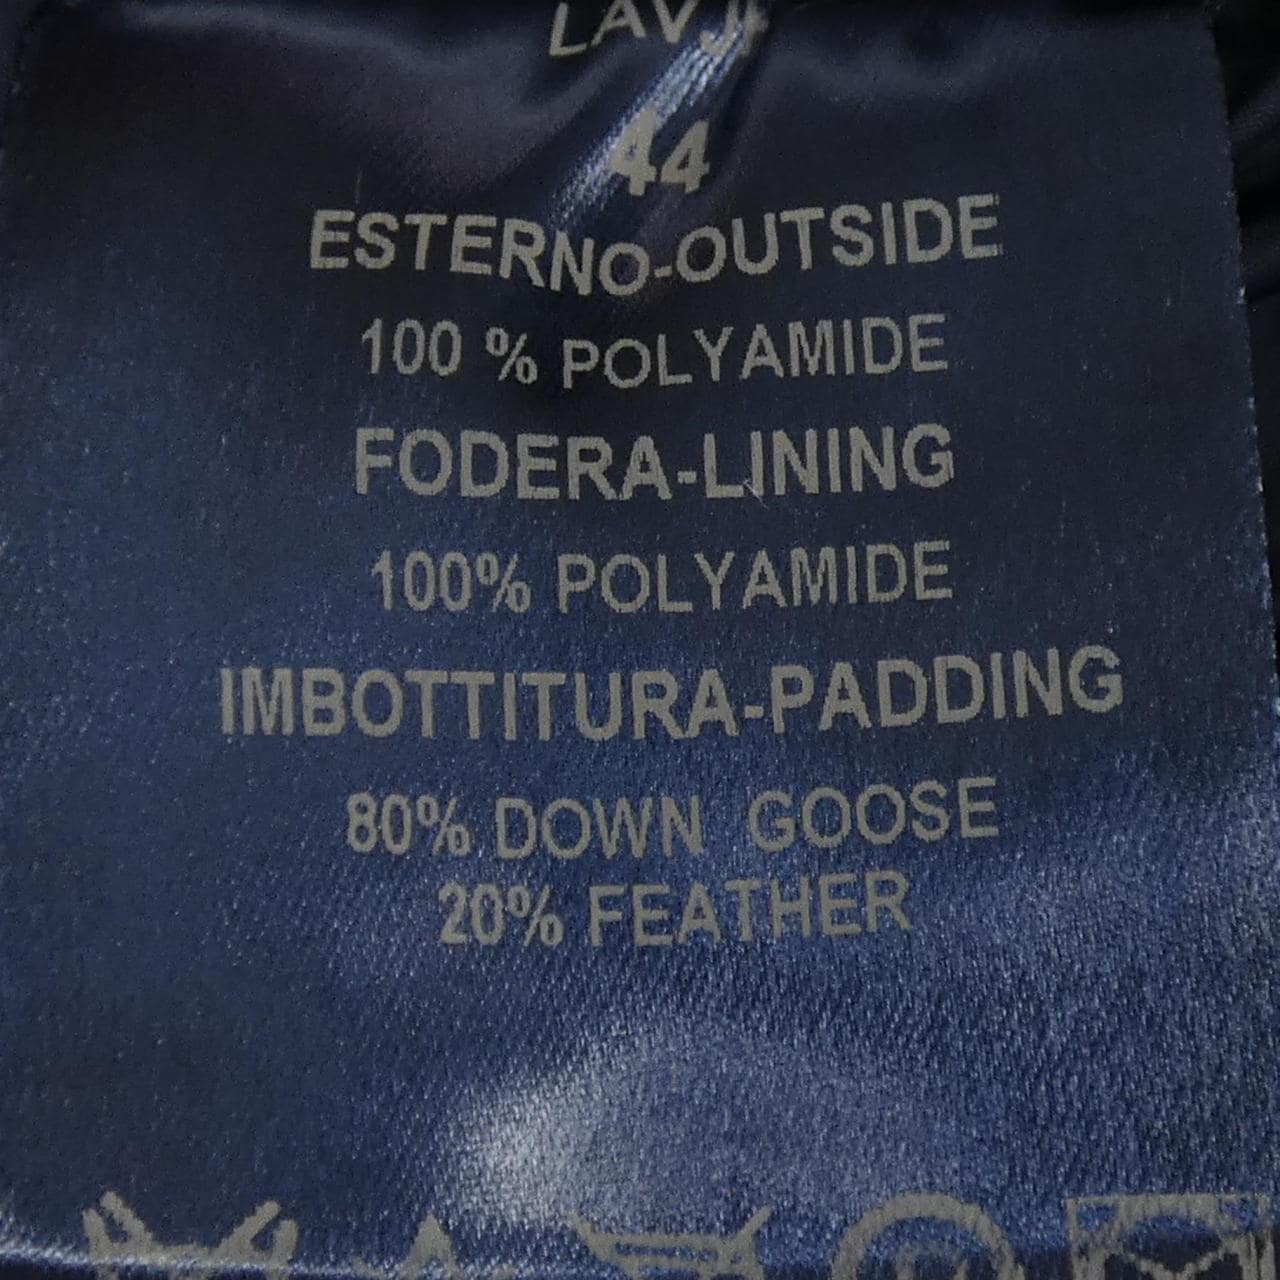 44
ESTERNO-OUTSIDE
100 % POLYAMIDE
FODERA-LINING
100% POLYAMIDE
IMBOTTITURA-PADDING
80% DOWN GOOSE
20% FEATHER